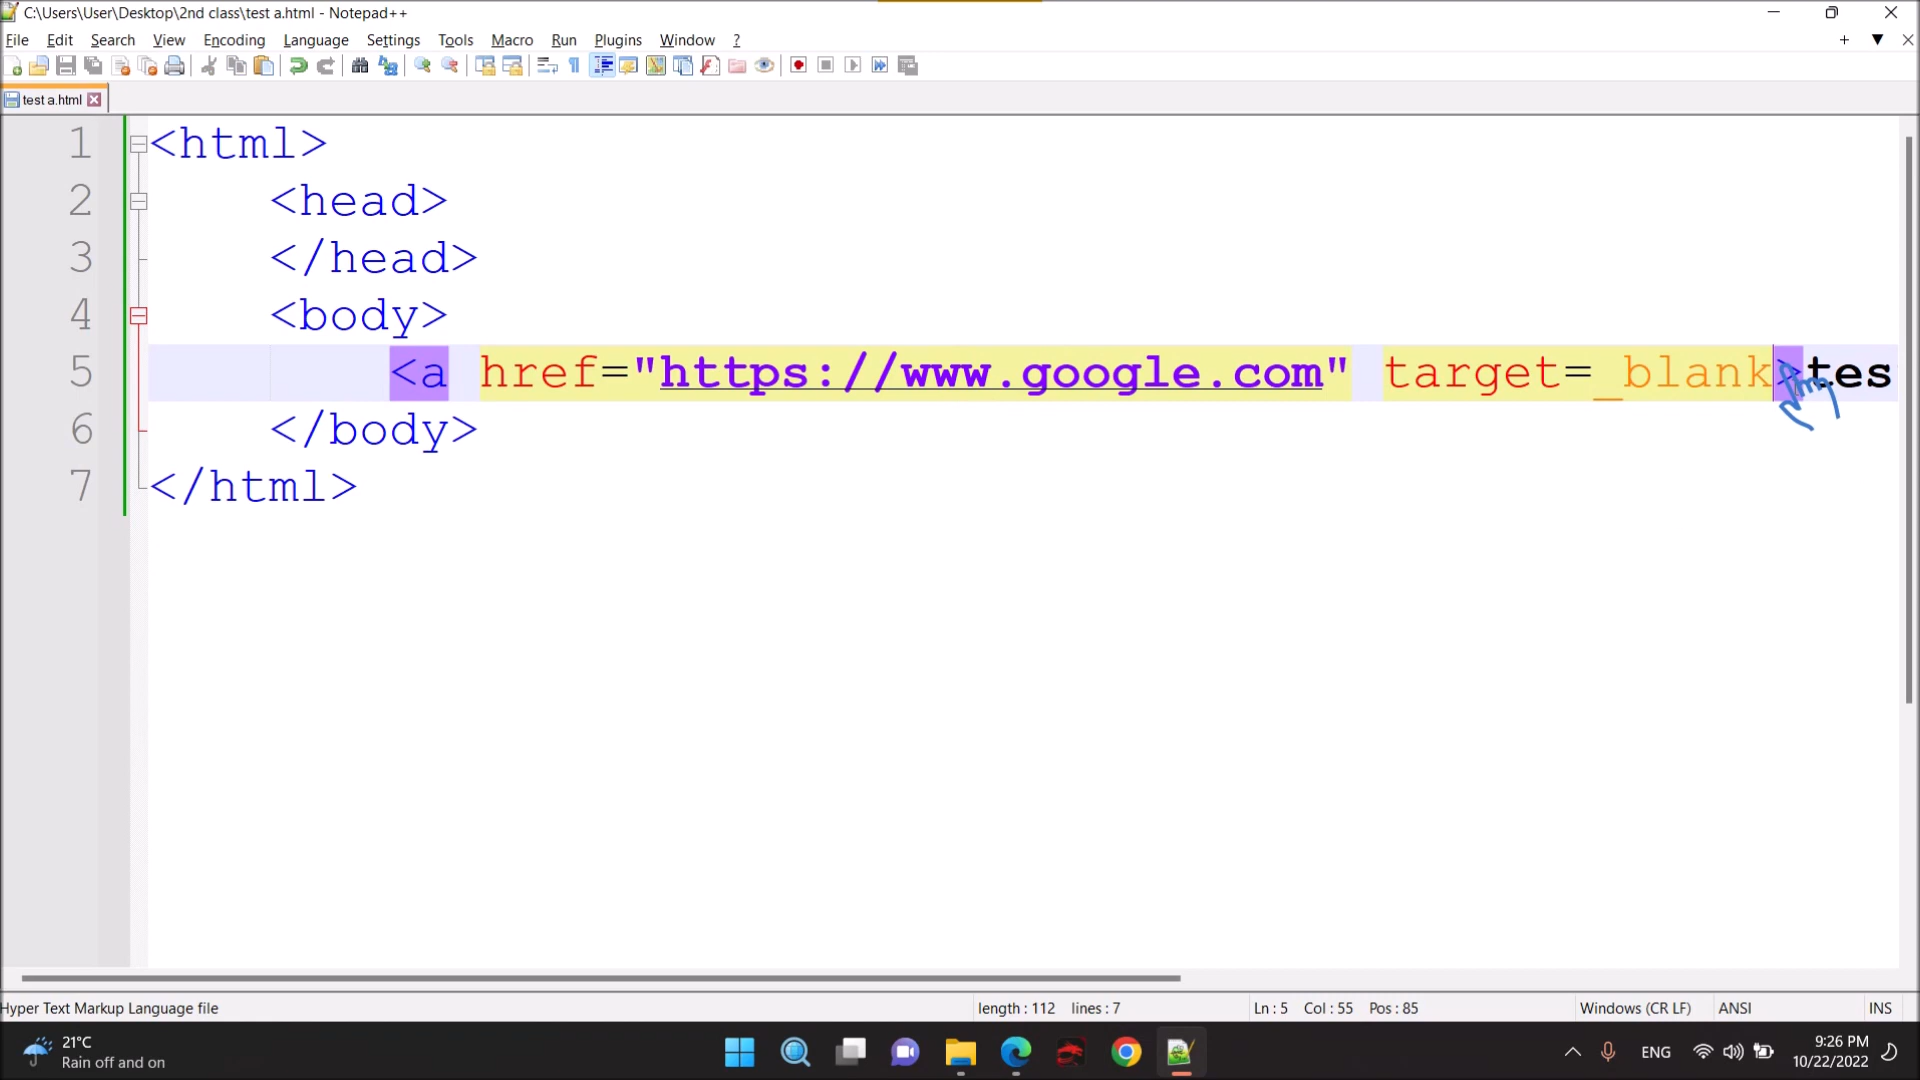 C:\Users\User\Desktop\2nd class\test a.html - Notepad++
File Edit Search View Encoding Language Settings Tools Macro Run Plugins Window ?
test a.html
1 <html>
2 <head>
3 </head>
4 <body>
5 <a href="https://www.google.com" target=_blank>tes
6 </body>
7 </html>
Hyper Text Markup Language file length : 112 lines : 7 Ln : 5 Col : 55 Pos : 85 Windows (CR LF) ANSI INS
21°C
Rain off and on
ENG
9:26 PM
10/22/2022